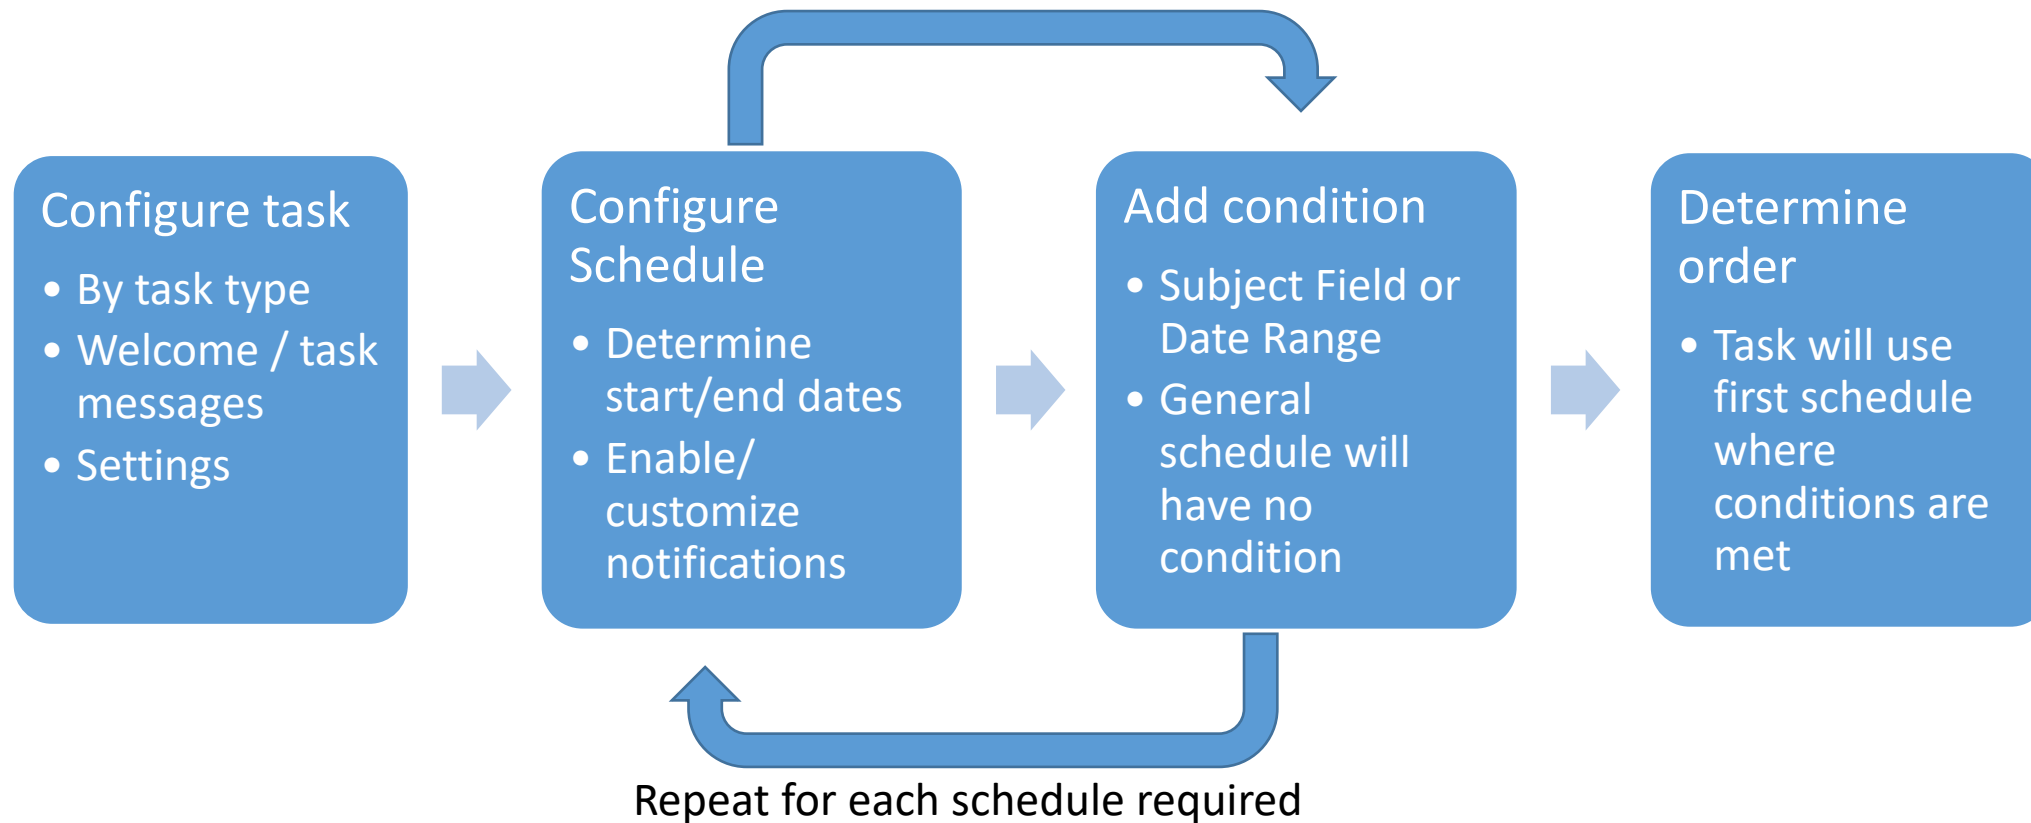 Configure task
• By task type
• Welcome / task
messages
• Settings
Configure
Schedule
• Determine
start/end dates
• Enable/
customize
notifications
Add condition
• Subject Field or
Date Range
• General
schedule will
have no
condition
Determine
order
• Task will use
first schedule
where
conditions are
met
Repeat for each schedule required